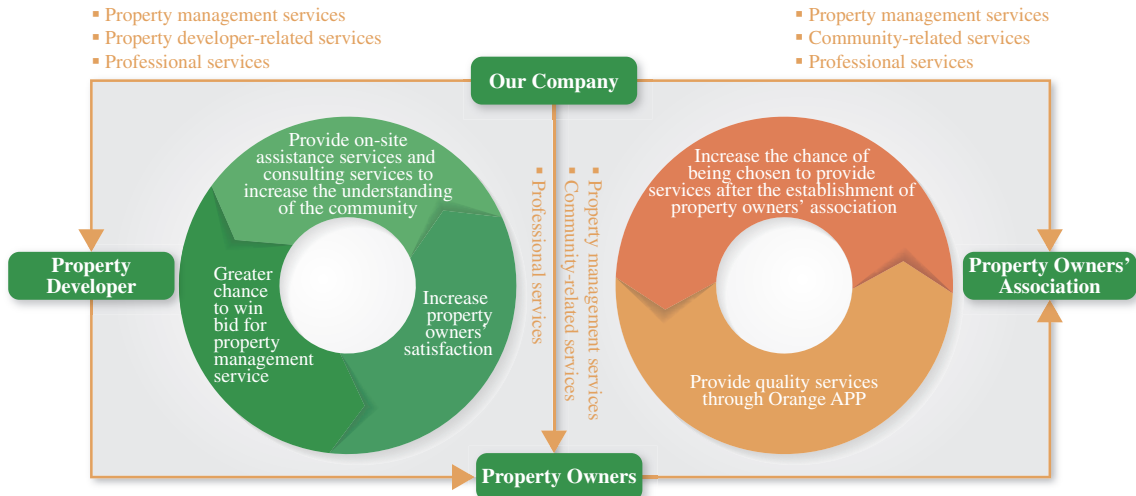 ▪ Property management services
▪ Property developer-related services
▪ Professional services
▪ Property management services
▪ Community-related services
▪ Professional services
Our Company
Provide on-site
assistance services and
consulting services to
increase the understanding
of the community
Increase the chance of
being chosen to provide
services after the establishment of
property owners’ association
▪ Property management services
▪ Community-related services
▪ Professional services
Property
Developer
Greater
chance
to win
bid for
property
management
service
Increase
property
owners’
satisfaction
Property Owners’
Association
Provide quality services
through Orange APP
Property Owners